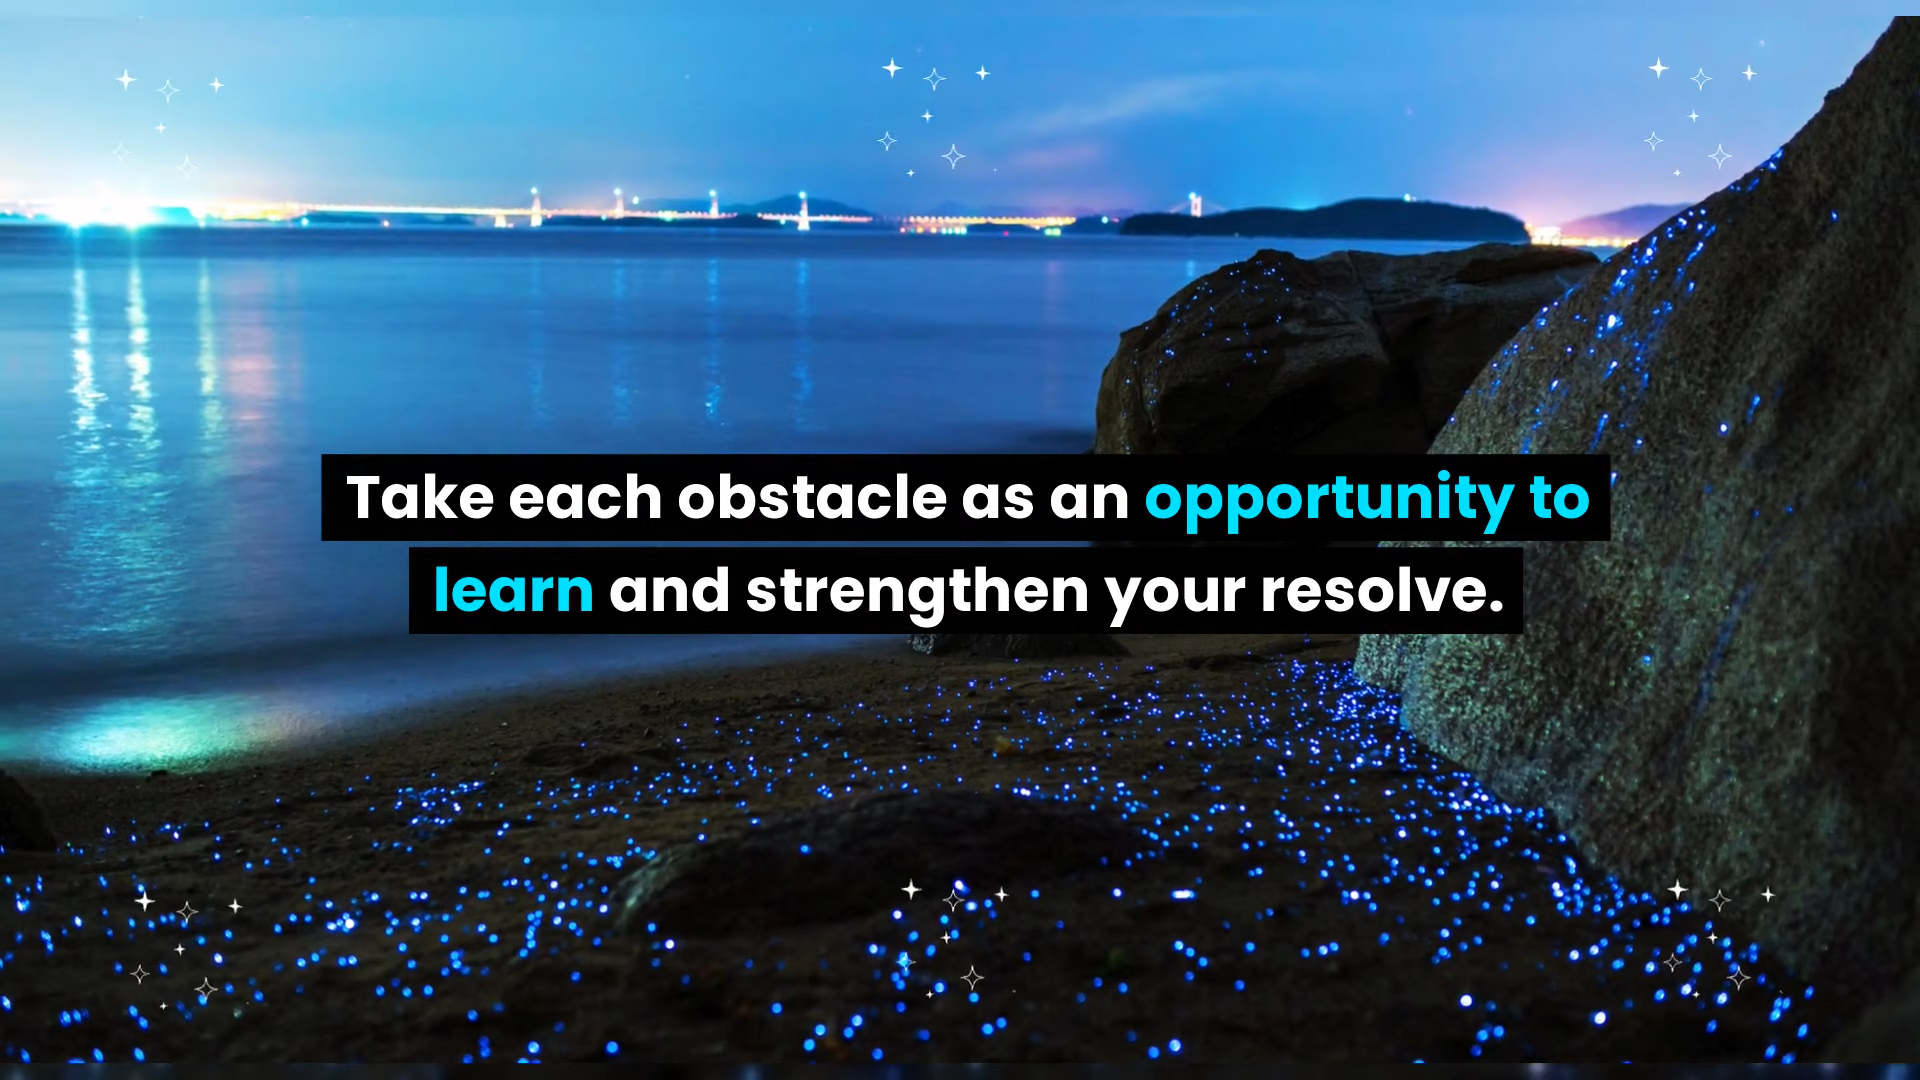 Take each obstacle as an opportunity to
learn and strengthen your resolve.